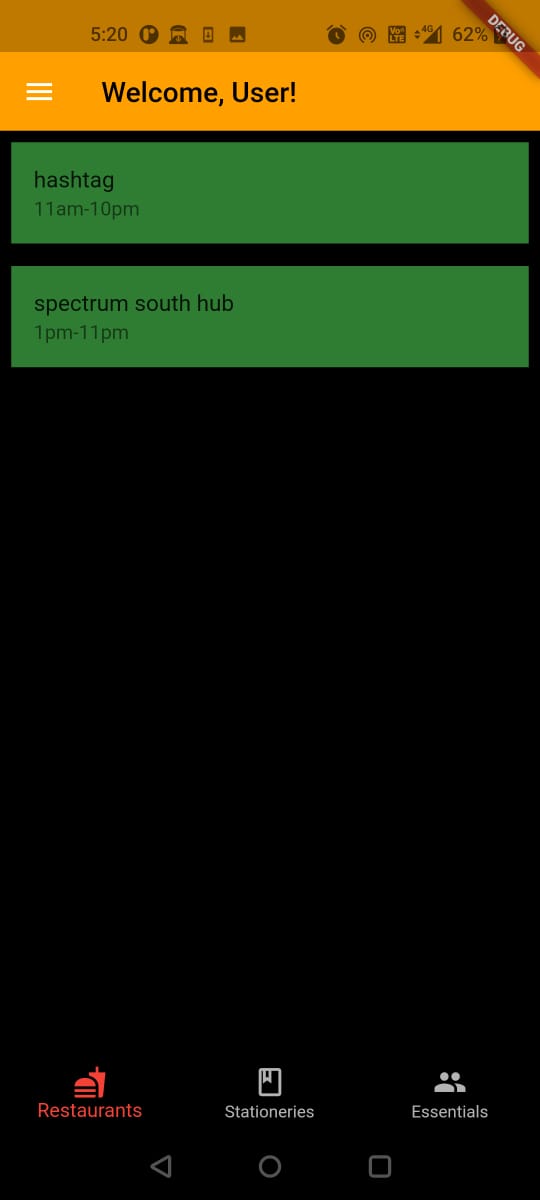 5:20 Vo LTE 4G 62%
DEBUG
Welcome, User!
hashtag
11am-10pm
spectrum south hub
1pm-11pm
Restaurants Stationeries Essentials